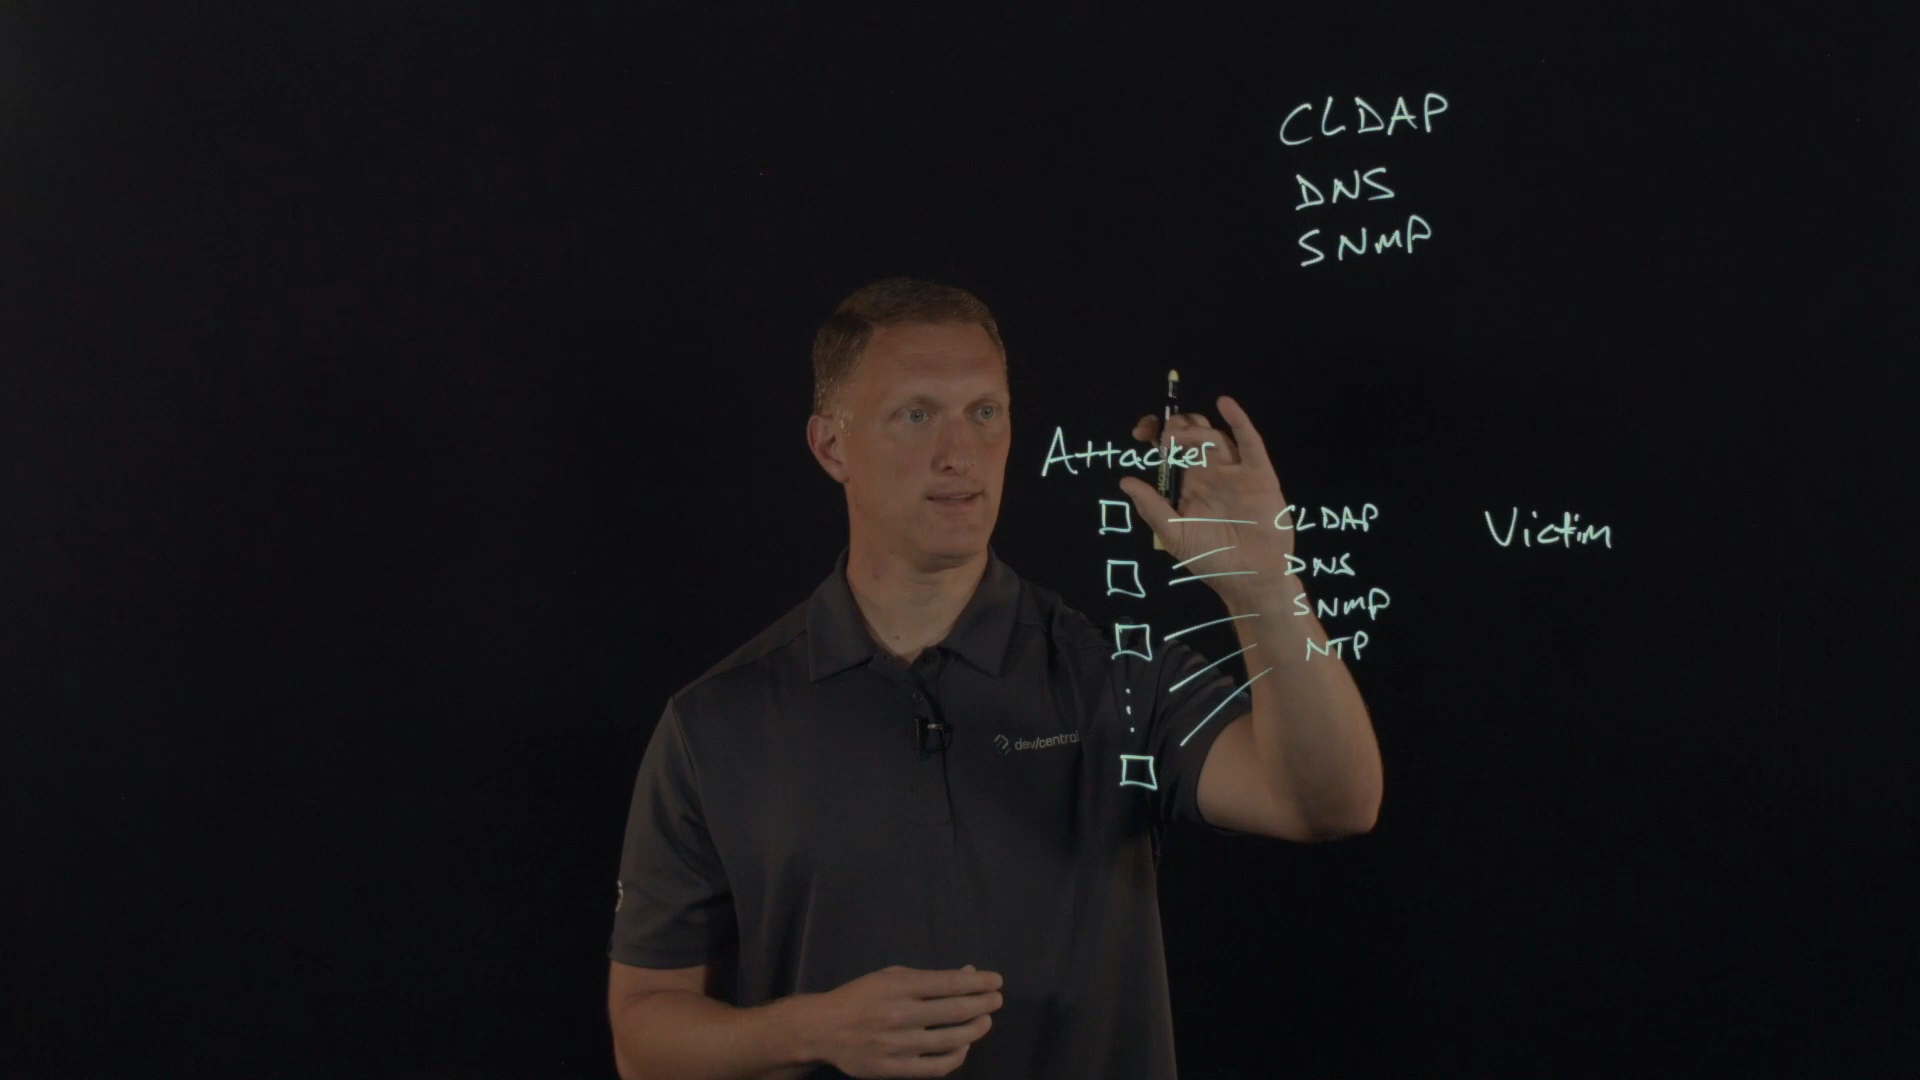 CLDAP
DNS
SNMP
Attacker
CLDAP
Victim
DNS
SNMP
NTP
dev/central